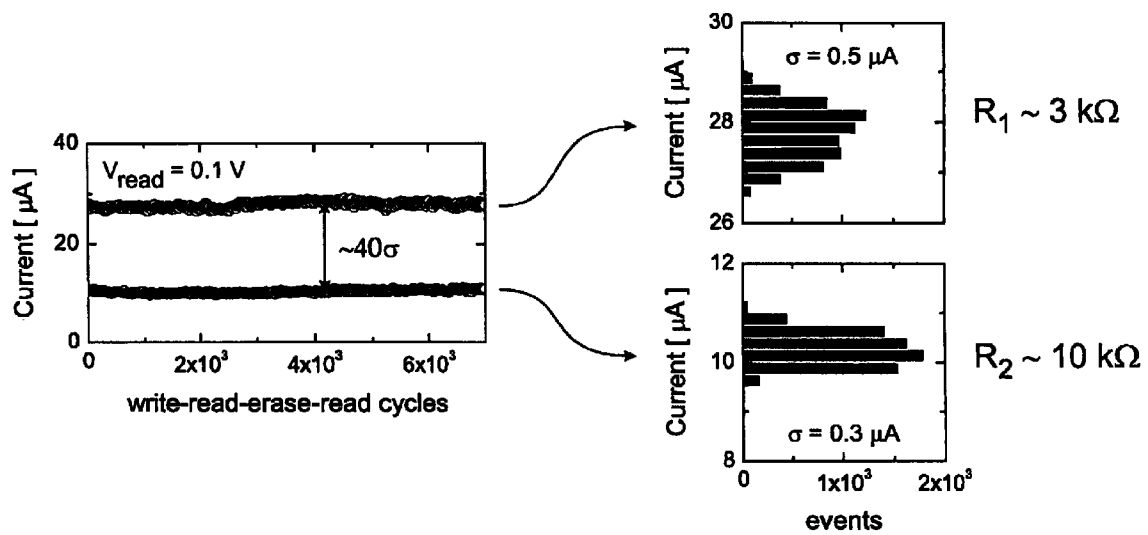 Current [ µA ]
40
20
0
V_read = 0.1 V
~40σ
0
2x10³
4x10³
6x10³
write-read-erase-read cycles
Current [ µA ]
30
28
26
σ = 0.5 µA
R₁ ~ 3 kΩ
Current [ µA ]
12
10
8
σ = 0.3 µA
R₂ ~ 10 kΩ
0
1x10³
2x10³
events